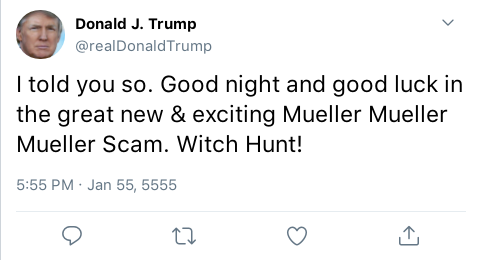 Donald J. Trump
@realDonaldTrump
I told you so. Good night and good luck in
the great new & exciting Mueller Mueller
Mueller Scam. Witch Hunt!
5:55 PM · Jan 55, 5555